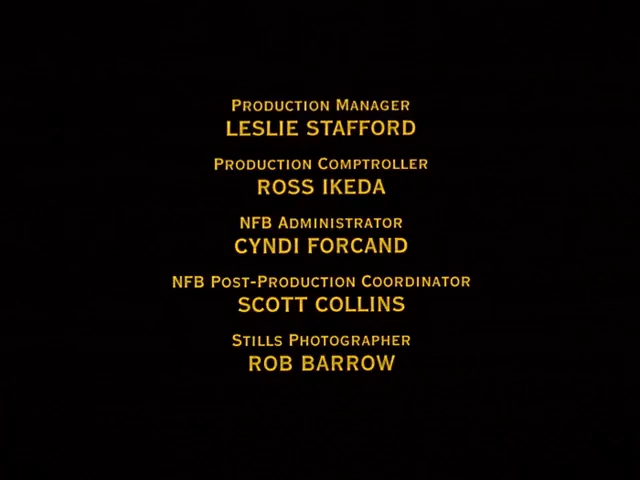 Production Manager
LESLIE STAFFORD
Production Comptroller
ROSS IKEDA
NFB Administrator
CYNDI FORCAND
NFB Post-Production Coordinator
SCOTT COLLINS
Stills Photographer
ROB BARROW